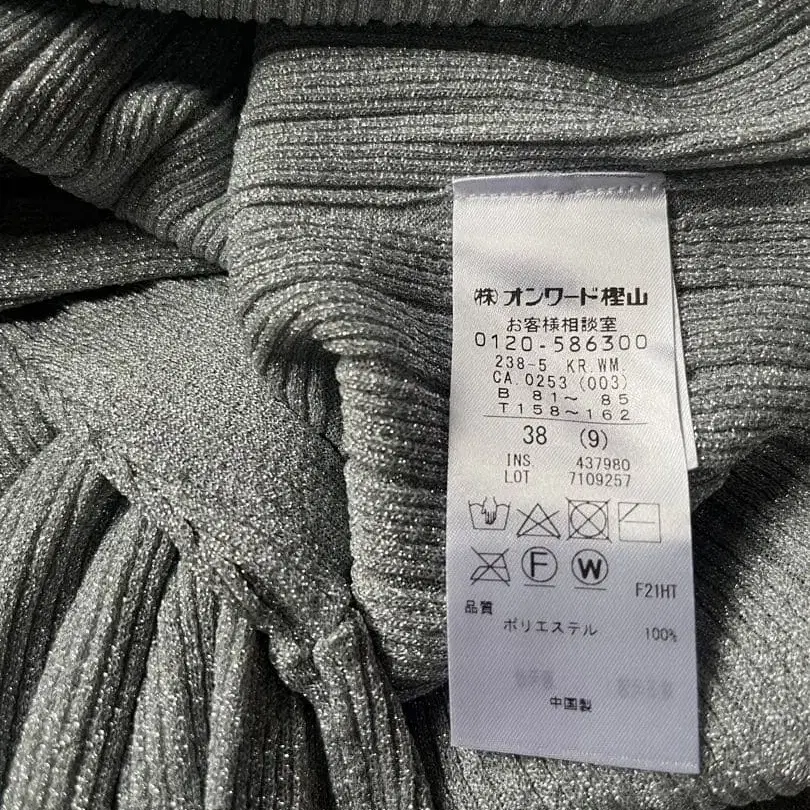 (株)オンワード樫山
お客様相談室
0120-586300
238-5 KR.WM.
CA.0253 (003)
B 81～ 85
T158～162
38 (9)
INS. 437980
LOT 7109257
F W
F21HT
品質
ポリエステル 100%
中国製